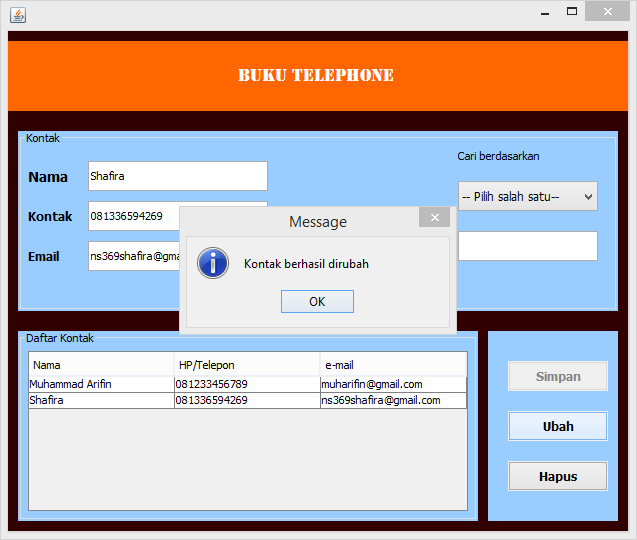 BUKU TELEPHONE
Kontak
Cari berdasarkan
Nama
Shafira
-- Pilih salah satu--
Kontak
081336594269
Message
Email
ns369shafira@gma
Kontak berhasil dirubah
OK
Daftar Kontak
Nama HP/Telepon e-mail
Muhammad Arifin 081233456789 muharifin@gmail.com
Shafira 081336594269 ns369shafira@gmail.com
Simpan
Ubah
Hapus